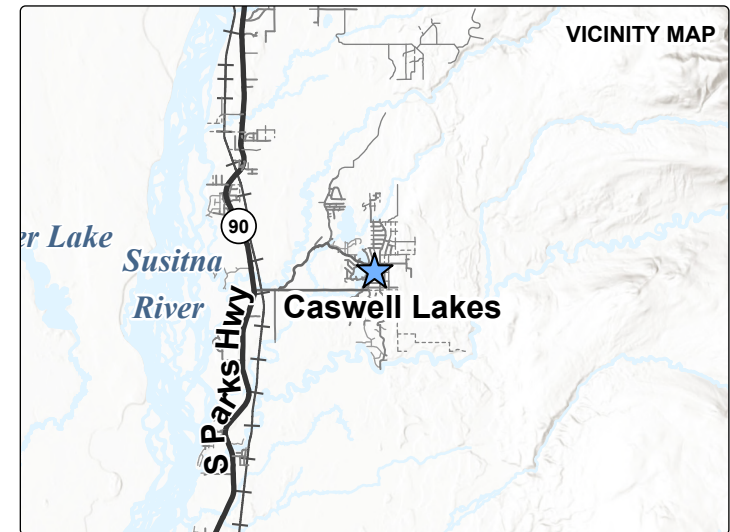 VICINITY MAP
90
er Lake
Susitna
River
Caswell Lakes
S Parks Hwy